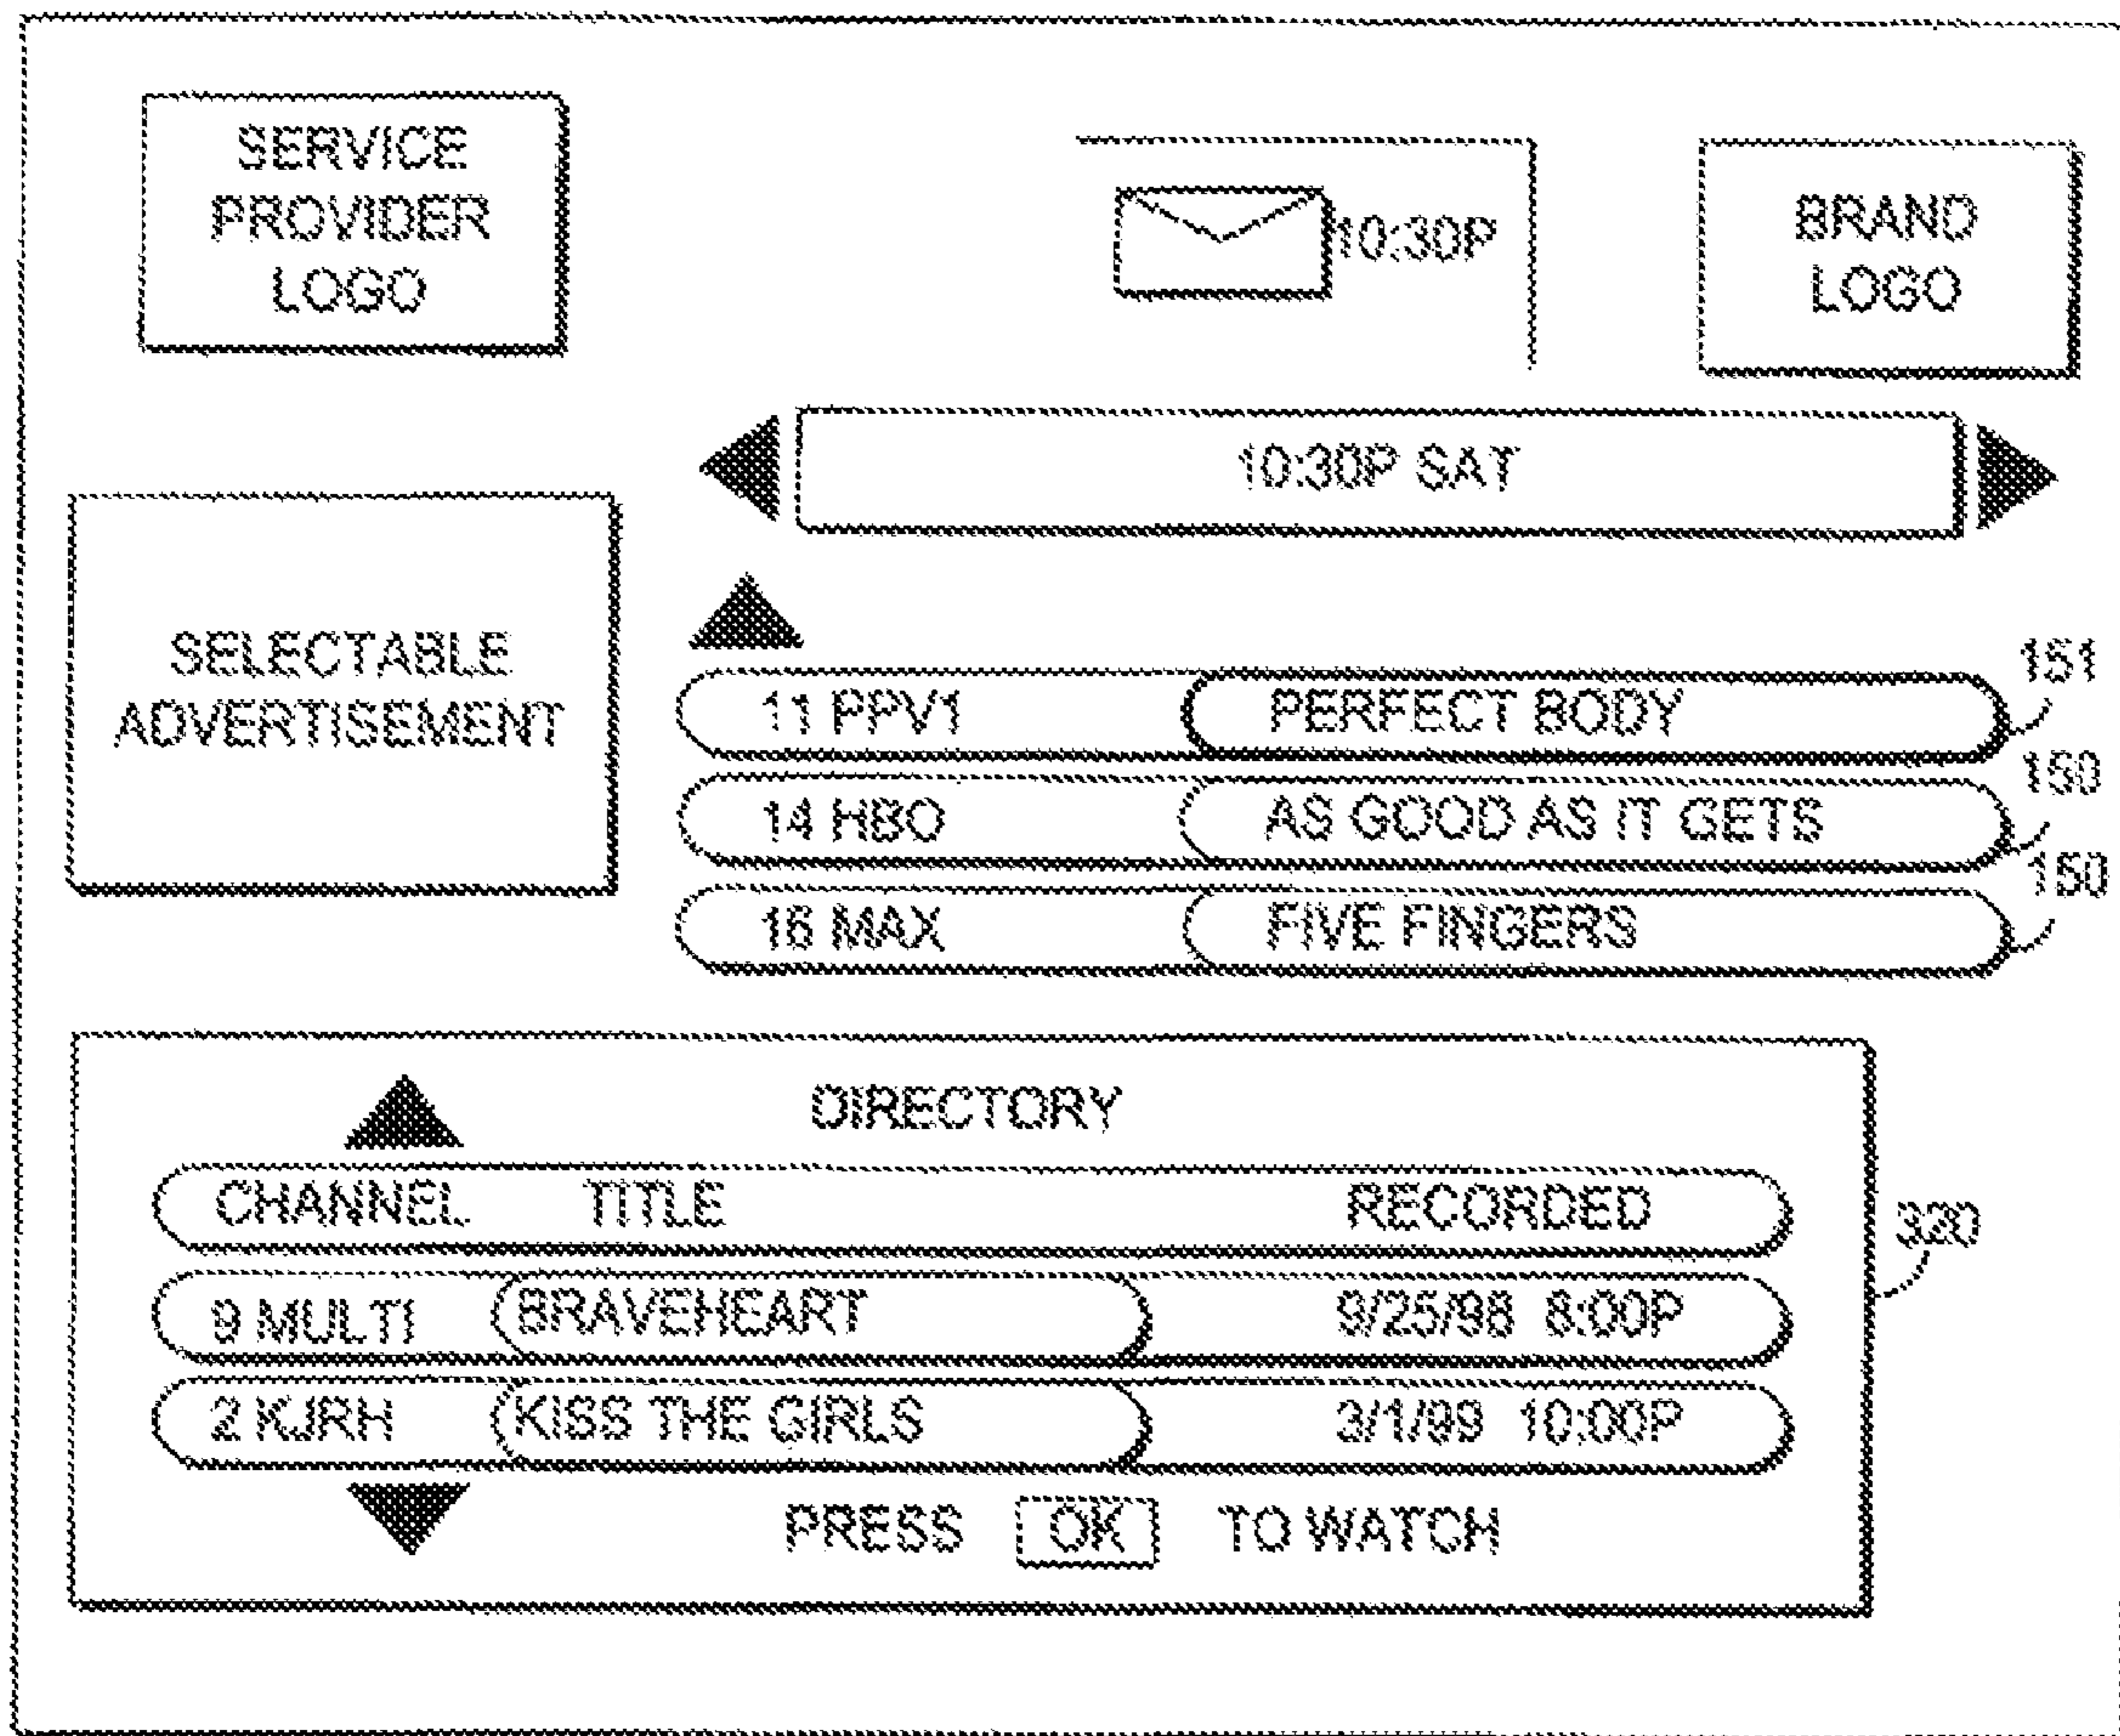 SERVICE
PROVIDER
LOGO
10:30P
BRAND
LOGO
10:30P SAT
SELECTABLE
ADVERTISEMENT
11 PPV1 PERFECT BODY 151
14 HBO AS GOOD AS IT GETS 150
16 MAX FIVE FINGERS 150
DIRECTORY
CHANNEL TITLE RECORDED
320
9 MULTI BRAVEHEART 9/25/98 8:00P
2 KJRH KISS THE GIRLS 3/1/99 10:00P
PRESS OK TO WATCH